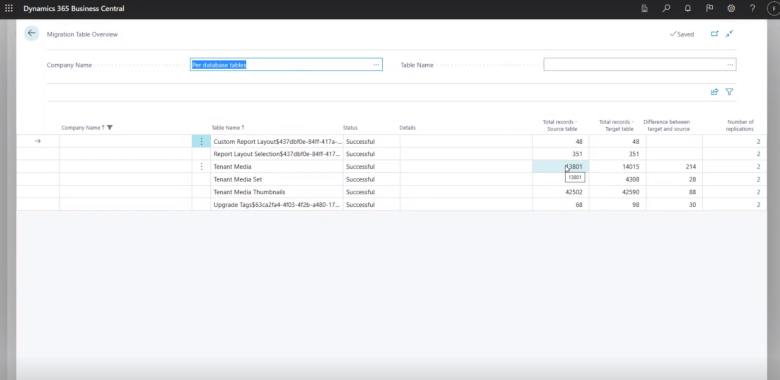 Dynamics 365 Business Central
F
Migration Table Overview
Saved
Company Name Per database tables ... Table Name ...
Total records - Source table Total records - Target table Difference between target and source Number of replications
Company Name ↑ Table Name ↑ Status Details
Custom Report Layout$437dbf0e-84ff-417a-... Successful 48 48 2
Report Layout Selection$437dbf0e-84ff-417... Successful 351 351 2
Tenant Media Successful 13801 14015 214 2
13801
Tenant Media Set Successful 4308 28 2
Tenant Media Thumbnails Successful 42502 42590 88 2
Upgrade Tags$63ca2fa4-4f03-4f2b-a480-17... Successful 68 98 30 2